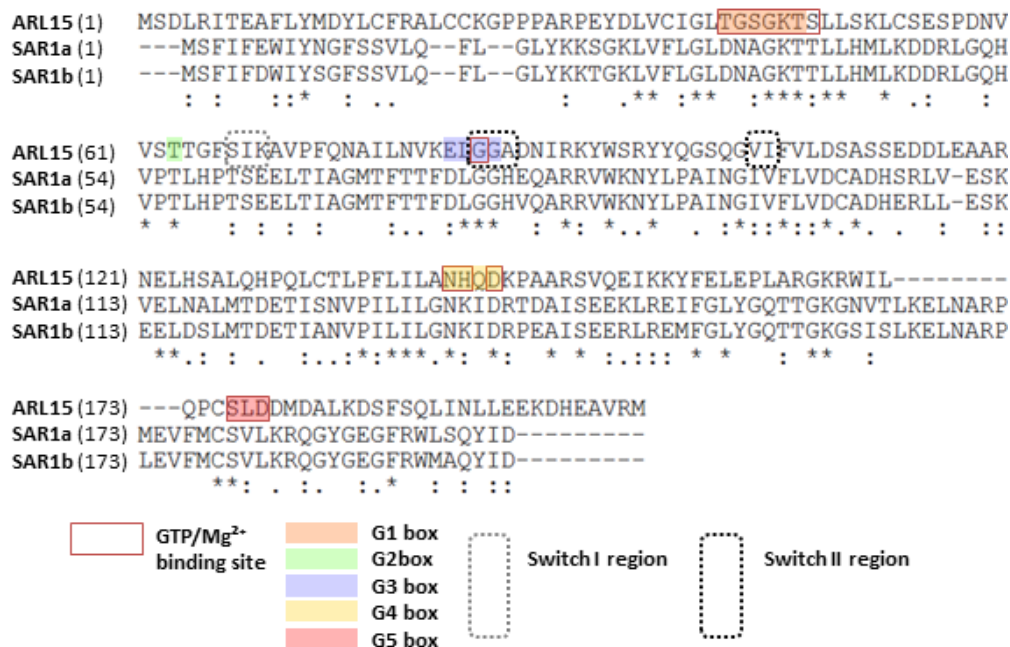 ARL15 (1) MSDLRITEAFLYMDYLCFRALCCKGPPPARPEYDLVCIGLTGSGKTSLLSKLCSESPDNV
SAR1a (1) ---MSFIFEWIYNGFSSVLQ--FL--GLYKKSGKLVFLGLDNAGKTTLLHMLKDDRLGQH
SAR1b (1) ---MSFIFDWIYSGFSSVLQ--FL--GLYKKTGKLVFLGLDNAGKTTLLHMLKDDRLGQH
: : ::* : .. : .** :** :***:** * .: :
ARL15 (61) VSTTGFSIKAVPFQNAILNVKELGGADNIRKYWSRYYQGSQGVIFVLDSASSEDDLEAAR
SAR1a (54) VPTLHPTSEELTIAGMTFTTFDLGGHEQARRVWKNYLPAINGIVFLVDCADHSRLV-ESK
SAR1b (54) VPTLHPTSEELTIAGMTFTTFDLGGHVQARRVWKNYLPAINGIVFLVDCADHERLL-ESK
* * : : : : :.. :*** :* *..* . :*::*::*.*. . : ::
ARL15 (121) NELHSALQHPQLCTLPFLILANHQDKPAARSVQEIKKYFELEPLARGKRWIL--------
SAR1a (113) VELNALMTDETISNVPILILGNKIDRTDAISEEKLREIFGLYGQTTGKGNVTLKELNARP
SAR1b (113) EELDSLMTDETIANVPILILGNKIDRPEAISEERLREMFGLYGQTTGKGSISLKELNARP
**.: : . :..:*:***.*: *: * * :.::: * * : ** :
ARL15 (173) ---QPCSLDDMDALKDSFSQLINLLEEKDHEAVRM
SAR1a (173) MEVFMCSVLKRQGYGEGFRWLSQYID---------
SAR1b (173) LEVFMCSVLKRQGYGEGFRWMAQYID---------
**: . :. :.* : : ::
GTP/Mg²⁺
binding site
G1 box
G2box
G3 box
G4 box
G5 box
Switch I region
Switch II region